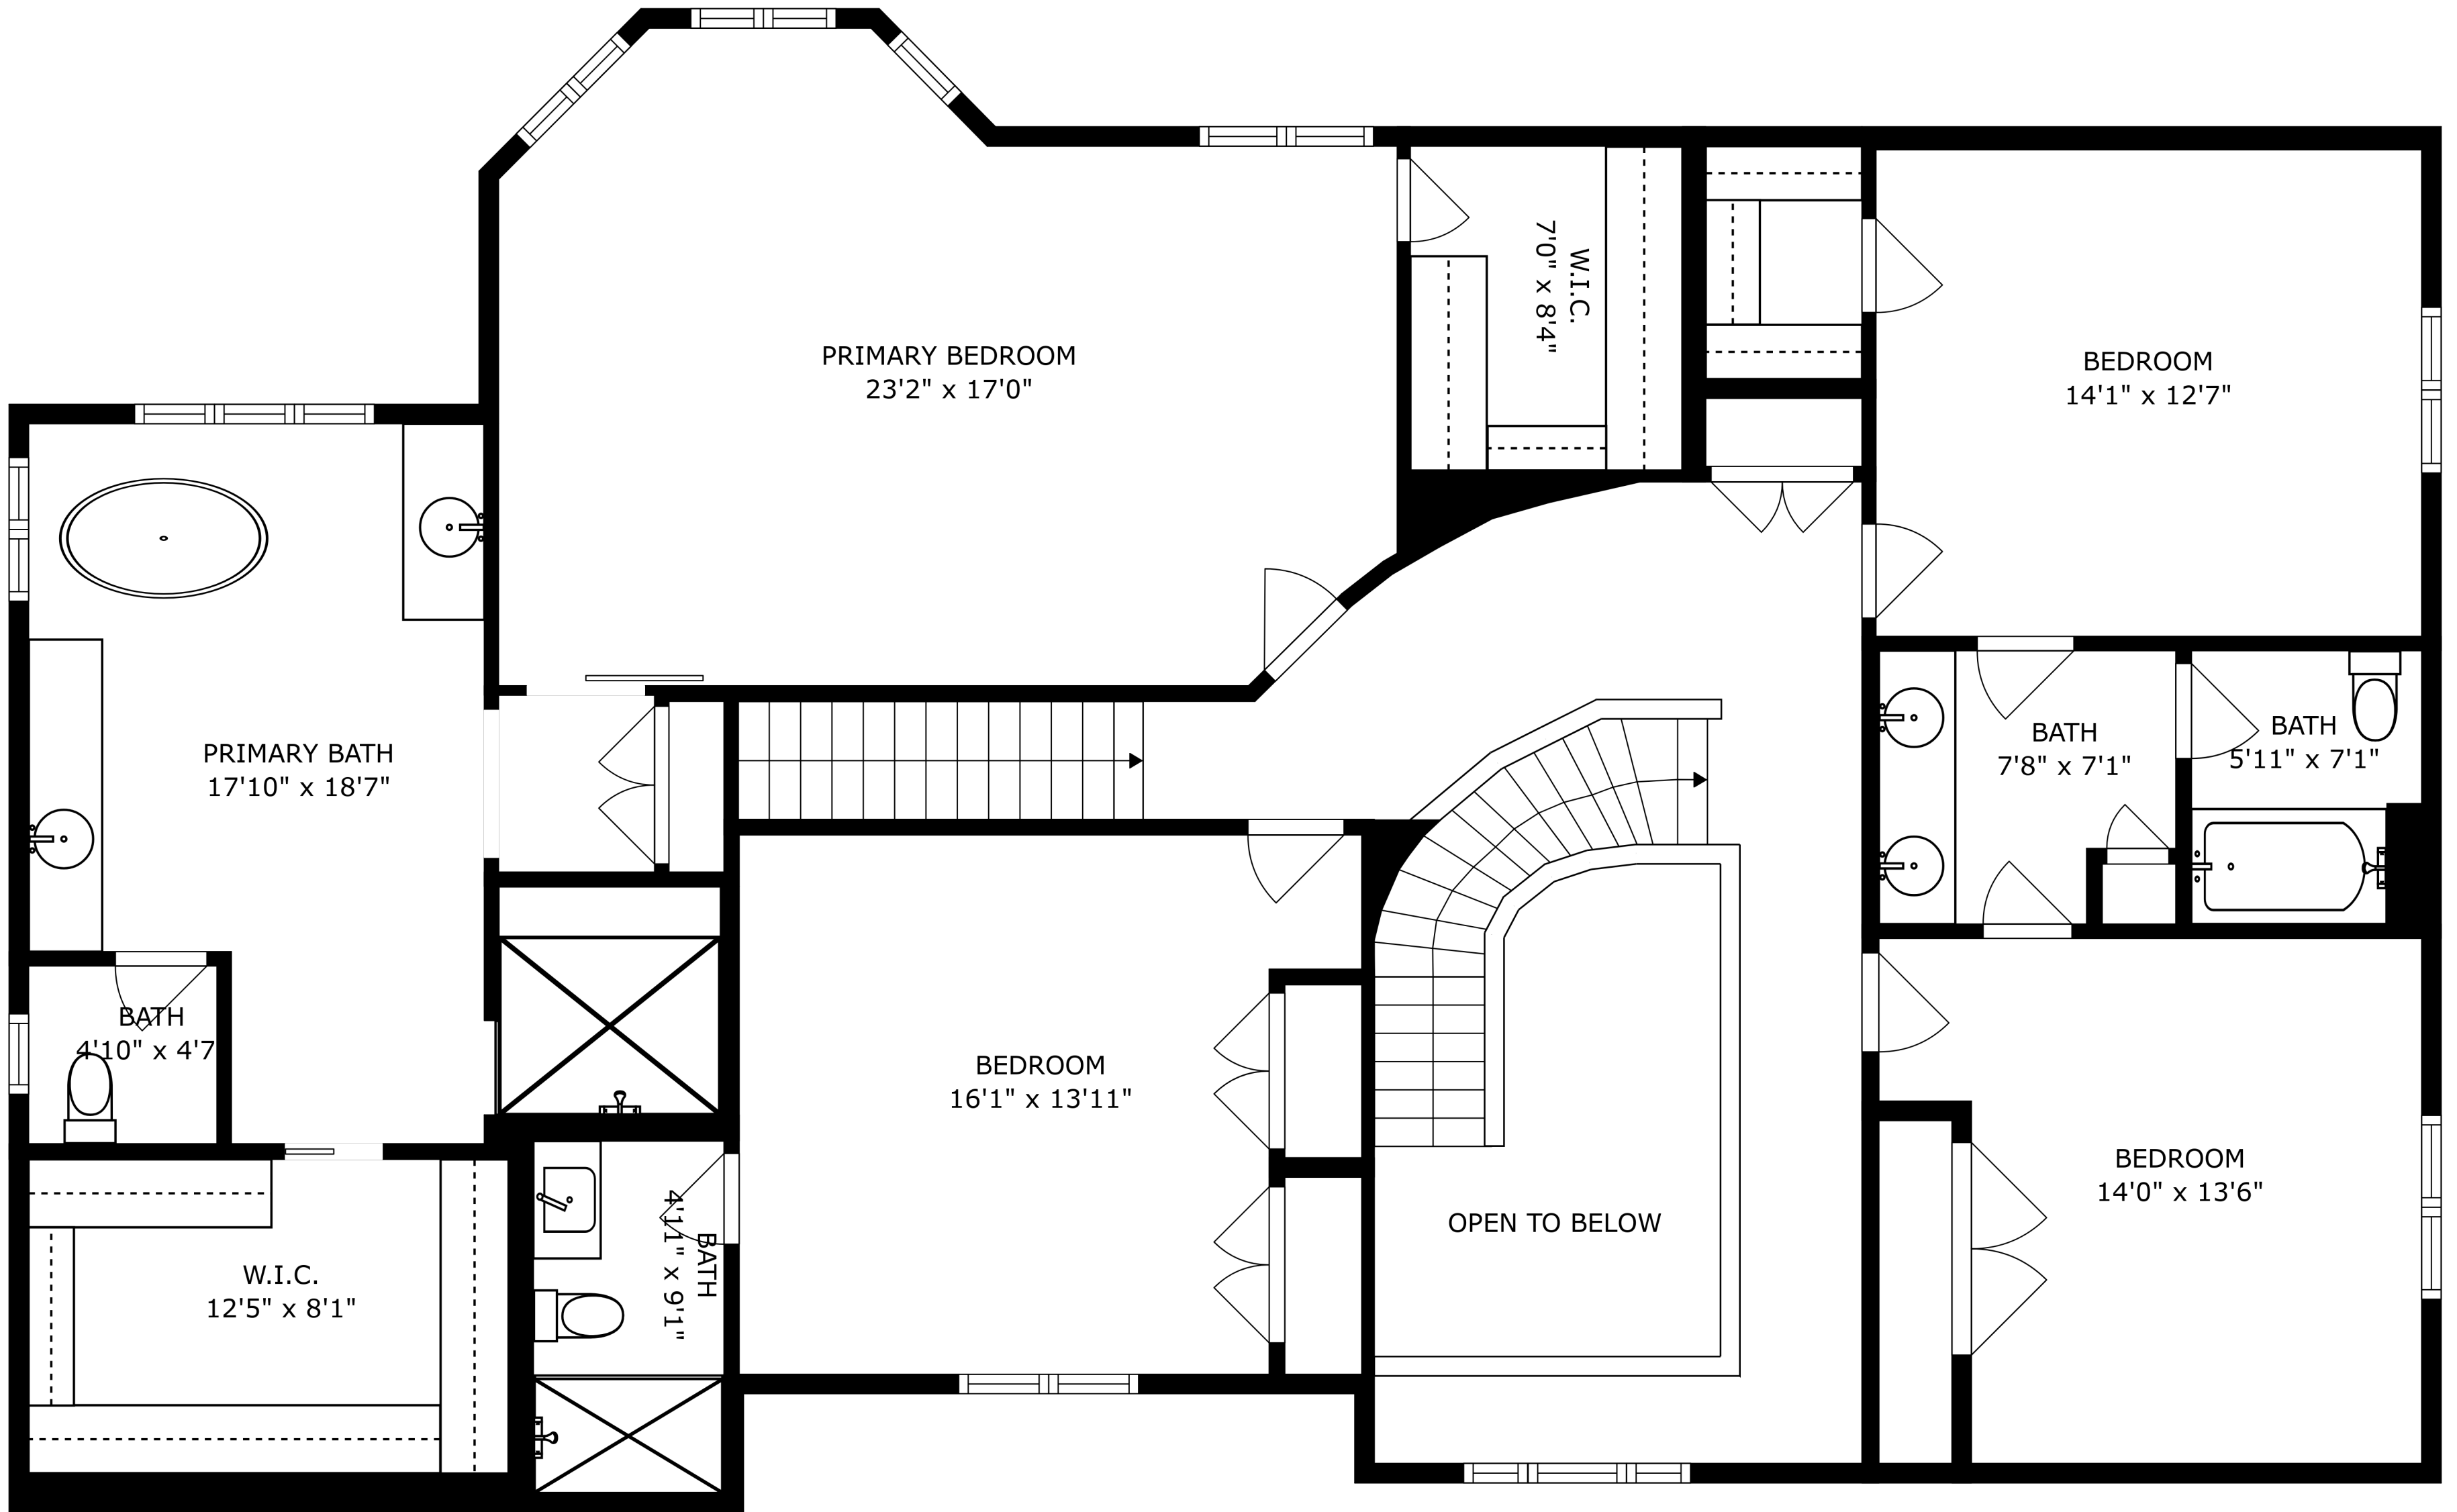 W.I.C.
7'0" x 8'4"
PRIMARY BEDROOM
23'2" x 17'0"
BEDROOM
14'1" x 12'7"
PRIMARY BATH
17'10" x 18'7"
BATH
7'8" x 7'1"
BATH
5'11" x 7'1"
BATH
4'10" x 4'7
BEDROOM
16'1" x 13'11"
BEDROOM
14'0" x 13'6"
OPEN TO BELOW
W.I.C.
12'5" x 8'1"
BATH
4'11" x 9'1"